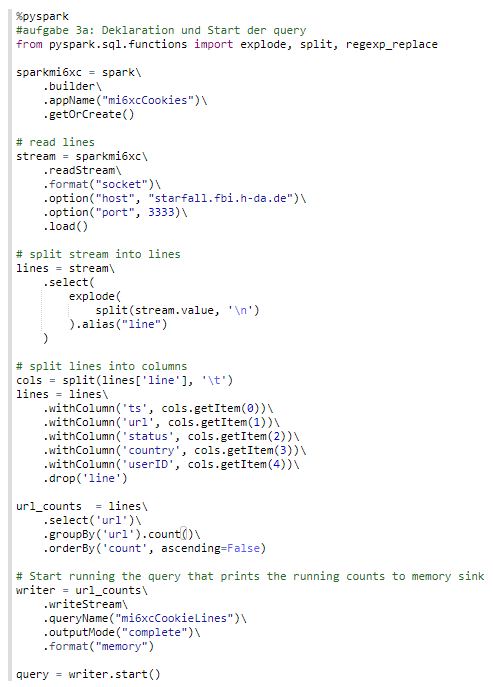 %pyspark
#aufgabe 3a: Deklaration und Start der query
from pyspark.sql.functions import explode, split, regexp_replace

sparkmi6xc = spark\
    .builder\
    .appName("mi6xcCookies")\
    .getOrCreate()

# read lines
stream = sparkmi6xc\
    .readStream\
    .format("socket")\
    .option("host", "starfall.fbi.h-da.de")\
    .option("port", 3333)\
    .load()

# split stream into lines
lines = stream\
    .select(
        explode(
            split(stream.value, '\n')
        ).alias("line")
    )

# split lines into columns
cols = split(lines['line'], '\t')
lines = lines\
    .withColumn('ts', cols.getItem(0))\
    .withColumn('url', cols.getItem(1))\
    .withColumn('status', cols.getItem(2))\
    .withColumn('country', cols.getItem(3))\
    .withColumn('userID', cols.getItem(4))\
    .drop('line')

url_counts  = lines\
    .select('url')\
    .groupBy('url').count()\
    .orderBy('count', ascending=False)

# Start running the query that prints the running counts to memory sink
writer = url_counts\
    .writeStream\
    .queryName("mi6xcCookieLines")\
    .outputMode("complete")\
    .format("memory")

query = writer.start()